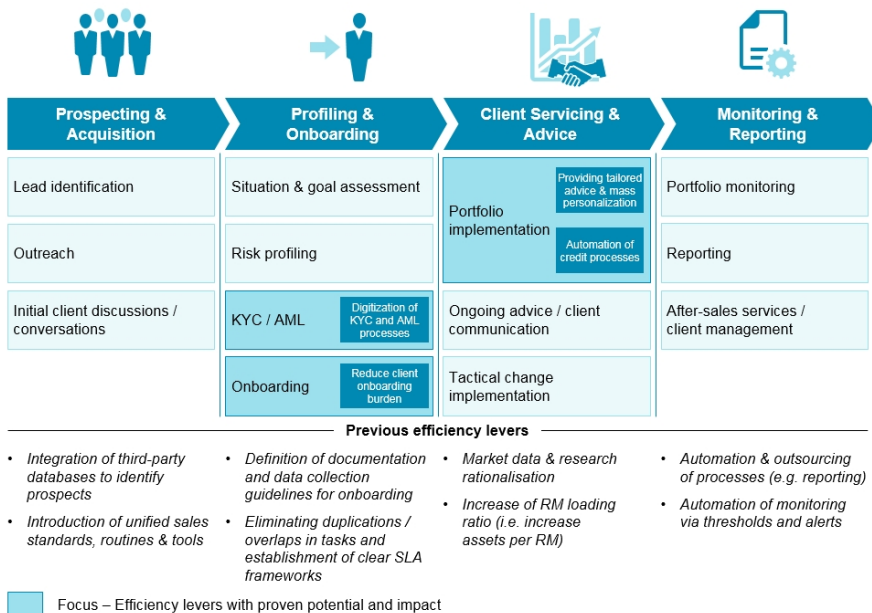 Prospecting &
Acquisition
Profiling &
Onboarding
Client Servicing &
Advice
Monitoring &
Reporting
Lead identification
Outreach
Initial client discussions /
conversations
Situation & goal assessment
Risk profiling
KYC / AML
Digitization of
KYC and AML
processes
Onboarding
Reduce client
onboarding
burden
Portfolio
implementation
Providing tailored
advice & mass
personalization
Automation of
credit processes
Ongoing advice / client
communication
Tactical change
implementation
Portfolio monitoring
Reporting
After-sales services /
client management
Previous efficiency levers
• Integration of third-party
databases to identify
prospects
• Introduction of unified sales
standards, routines & tools
• Definition of documentation
and data collection
guidelines for onboarding
• Eliminating duplications /
overlaps in tasks and
establishment of clear SLA
frameworks
• Market data & research
rationalisation
• Increase of RM loading
ratio (i.e. increase
assets per RM)
• Automation & outsourcing
of processes (e.g. reporting)
• Automation of monitoring
via thresholds and alerts
Focus – Efficiency levers with proven potential and impact